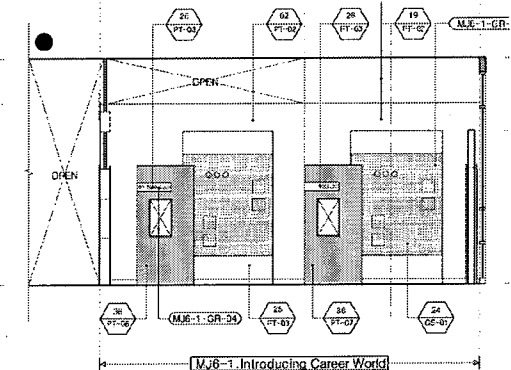 26
PT-03
02
PT-02
28
PT-03
19
PT-02
MJ6-1-GR-
OPEN
OPEN
38
PT-06
MJ6-1-GR-04
25
PT-03
36
PT-07
24
GS-01
MJ6-1.Introducing Career World